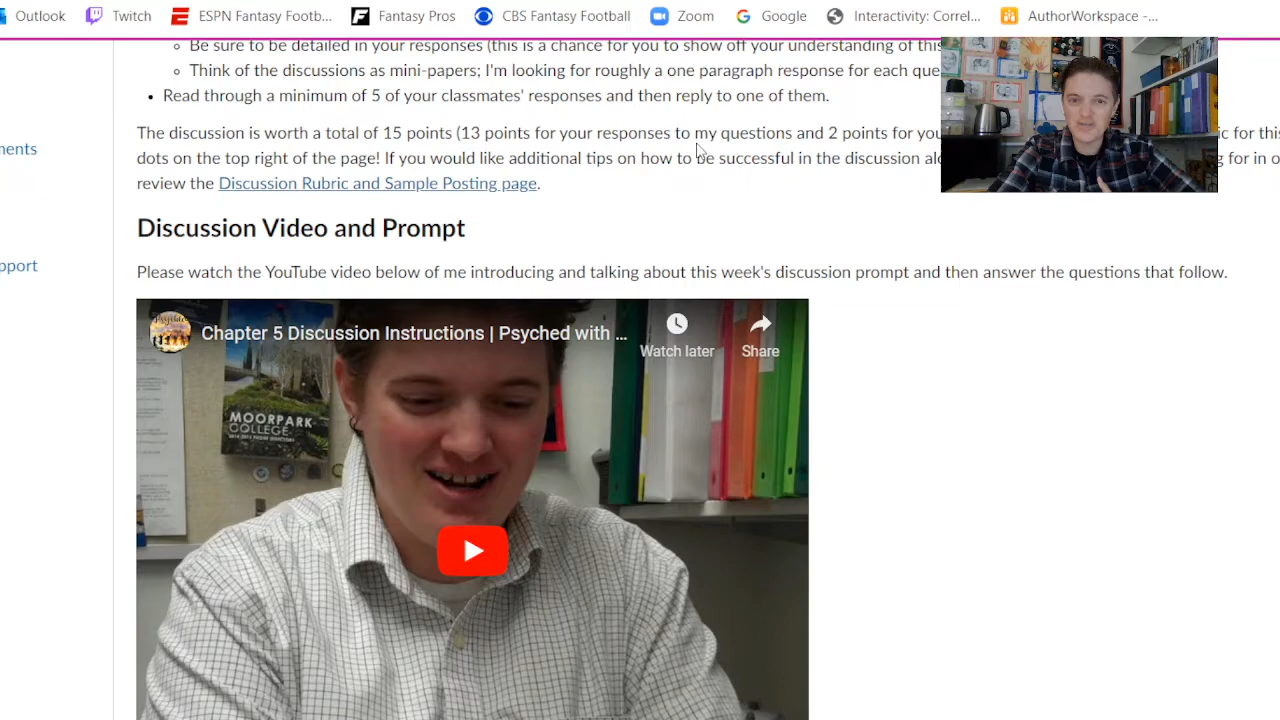 Outlook Twitch ESPN Fantasy Footb... Fantasy Pros CBS Fantasy Football Zoom Google Interactivity: Correl... AuthorWorkspace -...
Be sure to be detailed in your responses (this is a chance for you to show off your understanding of this
Think of the discussions as mini-papers; I'm looking for roughly a one paragraph response for each que
Read through a minimum of 5 of your classmates' responses and then reply to one of them.
The discussion is worth a total of 15 points (13 points for your responses to my questions and 2 points for you ic for this
ments
dots on the top right of the page! If you would like additional tips on how to be successful in the discussion alo g for in o
review the Discussion Rubric and Sample Posting page.
Discussion Video and Prompt
pport
Please watch the YouTube video below of me introducing and talking about this week's discussion prompt and then answer the questions that follow.
Chapter 5 Discussion Instructions | Psyched with ...
Watch later Share
MOORPARK
COLLEGE